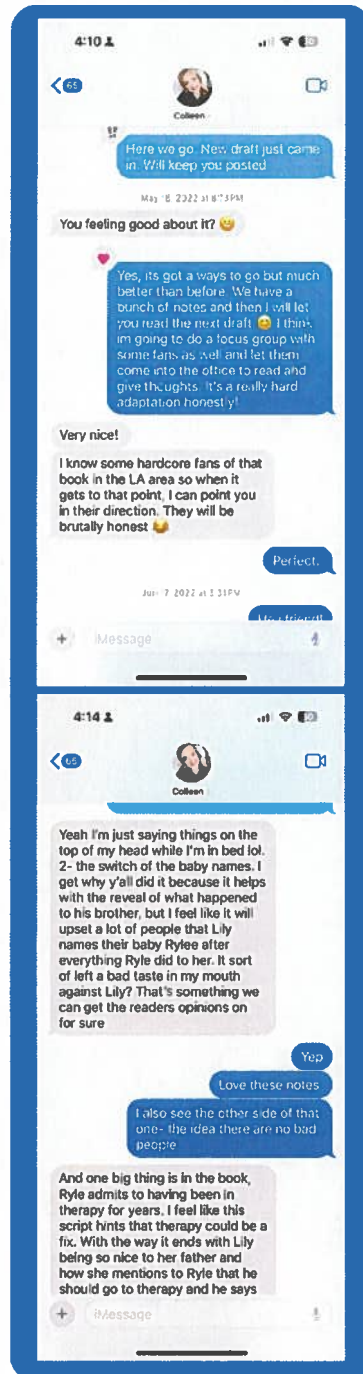 4:10
65
Colleen
Here we go. New draft just came
in. Will keep you posted
May 18, 2022 at 8:13 PM
You feeling good about it? 😄
Yes, its got a ways to go but much
better than before. We have a
bunch of notes and then I will let
you read the next draft 😊 I think
im going to do a focus group with
some fans as well and let them
come into the office to read and
give thoughts. It's a really hard
adaptation honestly!
Very nice!
I know some hardcore fans of that
book in the LA area so when it
gets to that point, I can point you
in their direction. They will be
brutally honest 😂
Perfect.
2022 at
Hey friend!
iMessage
4:14
65
Colleen
Yeah I'm just saying things on the
top of my head while I'm in bed lol.
2- the switch of the baby names. I
get why y'all did it because it helps
with the reveal of what happened
to his brother, but I feel like it will
upset a lot of people that Lily
names their baby Rylee after
everything Ryle did to her. It sort
of left a bad taste in my mouth
against Lily? That's something we
can get the readers opinions on
for sure
Yep
Love these notes
I also see the other side of that
one- the idea there are no bad
people
And one big thing is in the book,
Ryle admits to having been in
therapy for years. I feel like this
script hints that therapy could be a
fix. With the way it ends with Lily
being so nice to her father and
how she mentions to Ryle that he
should go to therapy and he says
iMessage